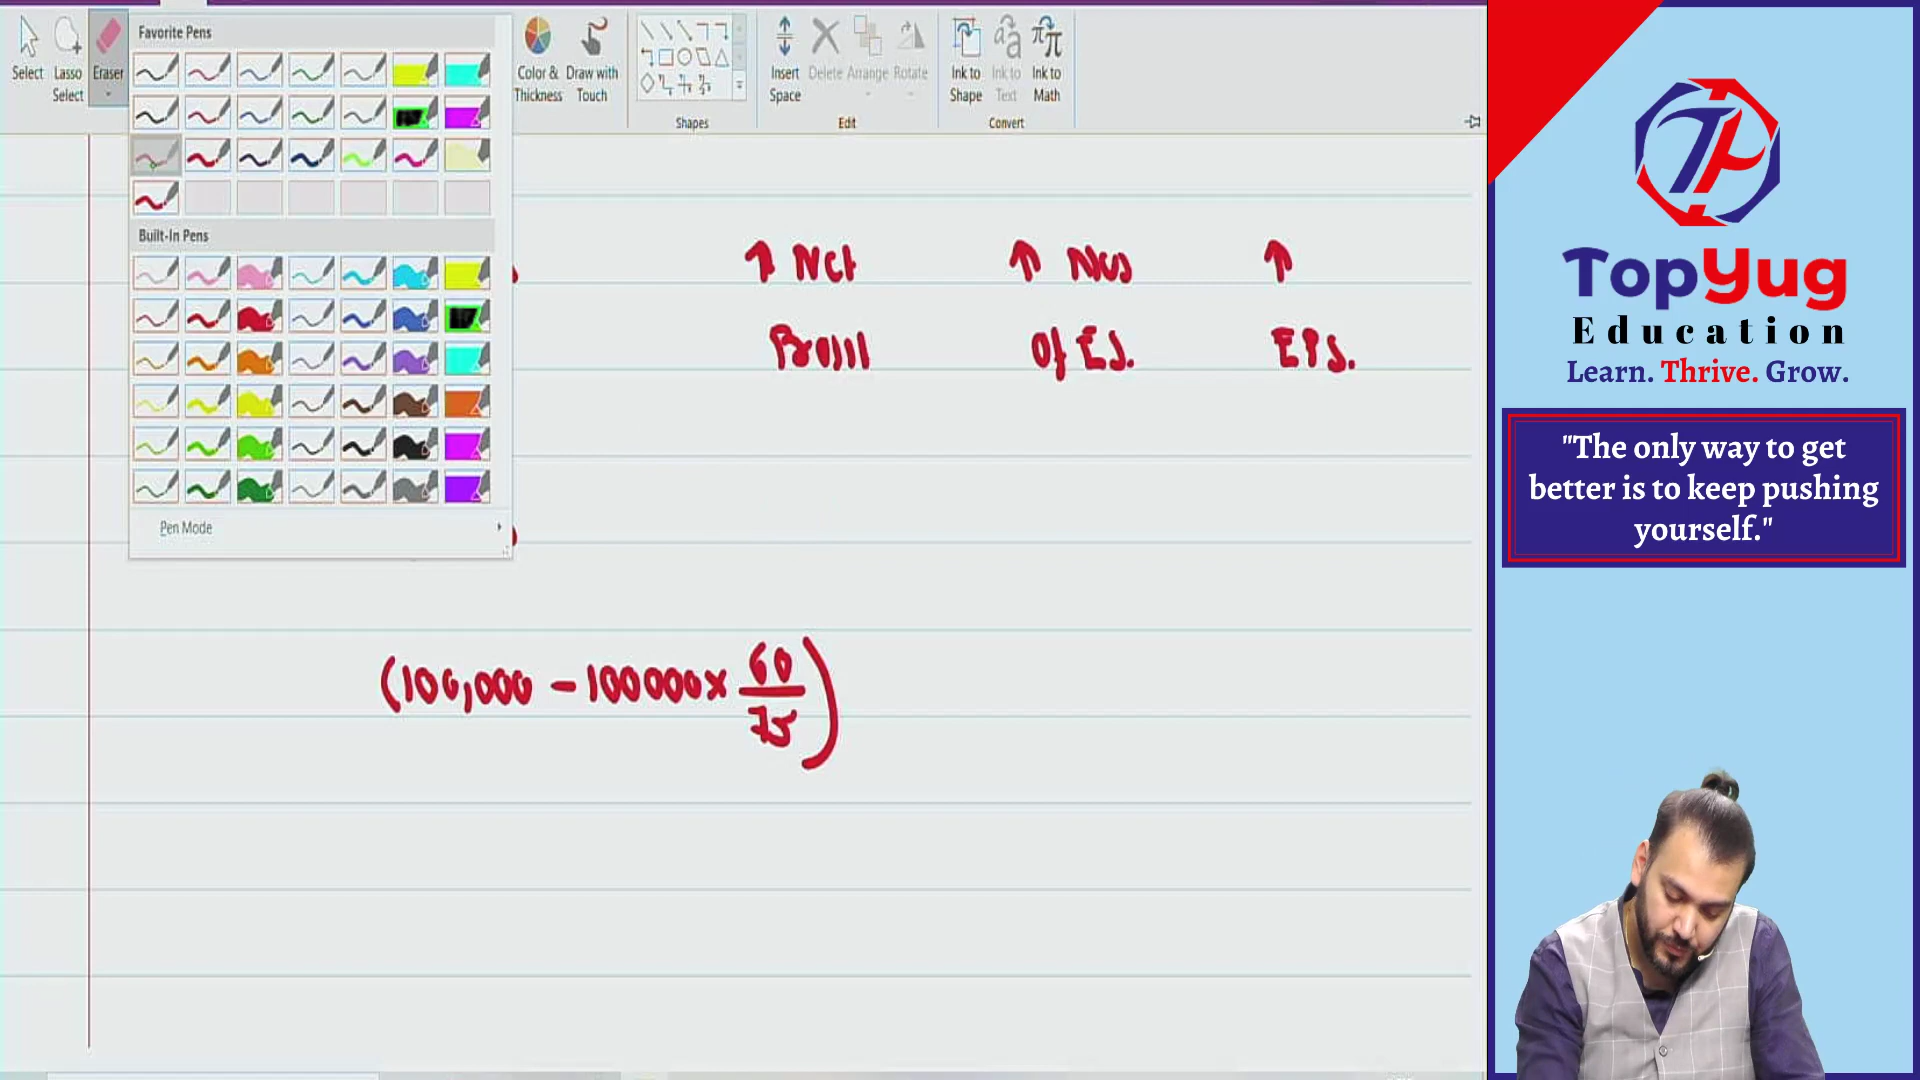 Favorite Pens
Select
Lasso
Select
Eraser
Built-In Pens
Pen Mode
Color &
Thickness
Draw with
Touch
Shapes
Insert
Space
Delete
Arrange
Rotate
Edit
Ink to
Shape
Ink to
Text
Ink to
Math
Convert
↑ Net
↑ Nos
↑
Profit
Of ES.
EPS.
(100,000 - 100000 x 60/75)
TopYug
Education
Learn. Thrive. Grow.
"The only way to get
better is to keep pushing
yourself."